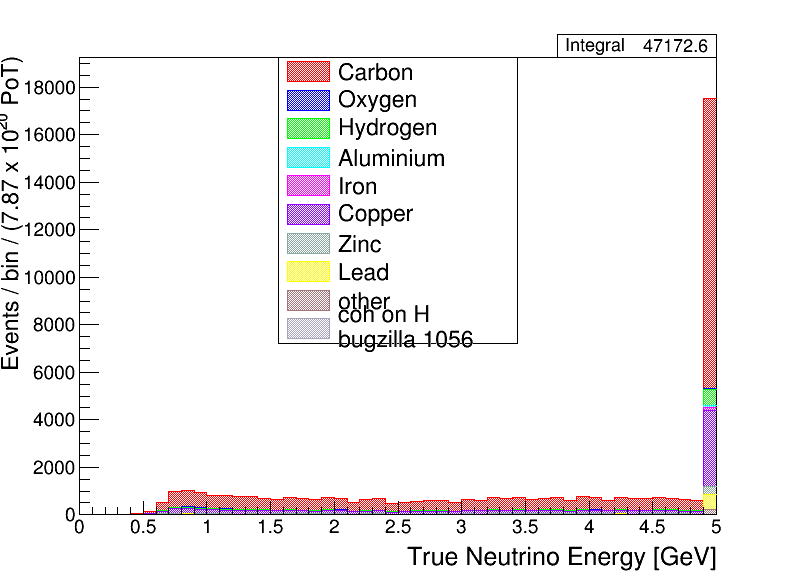 Integral 47172.6
Events / bin / (7.87 x 10²⁰ PoT)
18000
16000
14000
12000
10000
8000
6000
4000
2000
0
Carbon
Oxygen
Hydrogen
Aluminium
Iron
Copper
Zinc
Lead
other
coh on H
bugzilla 1056
0 0.5 1 1.5 2 2.5 3 3.5 4 4.5 5
True Neutrino Energy [GeV]